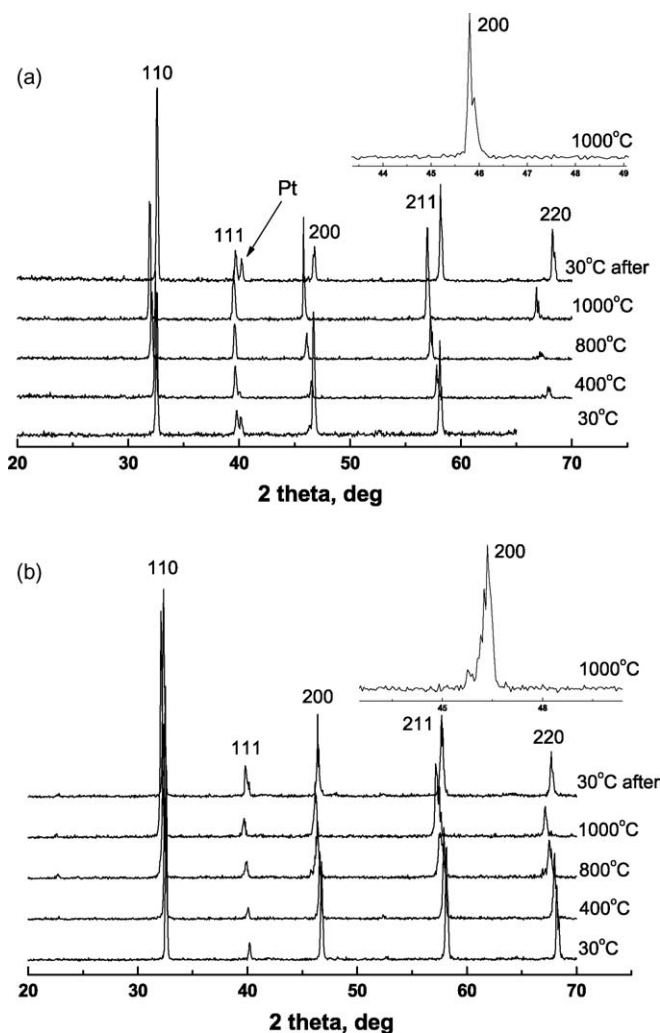 (a)
110
Pt
111
200
211
220
30°C after
1000°C
800°C
400°C
30°C
20 30 40 50 60 70
2 theta, deg
200
1000°C
44 45 46 47 48 49
(b)
110
111
200
211
220
30°C after
1000°C
800°C
400°C
30°C
20 30 40 50 60 70
2 theta, deg
200
1000°C
45 48